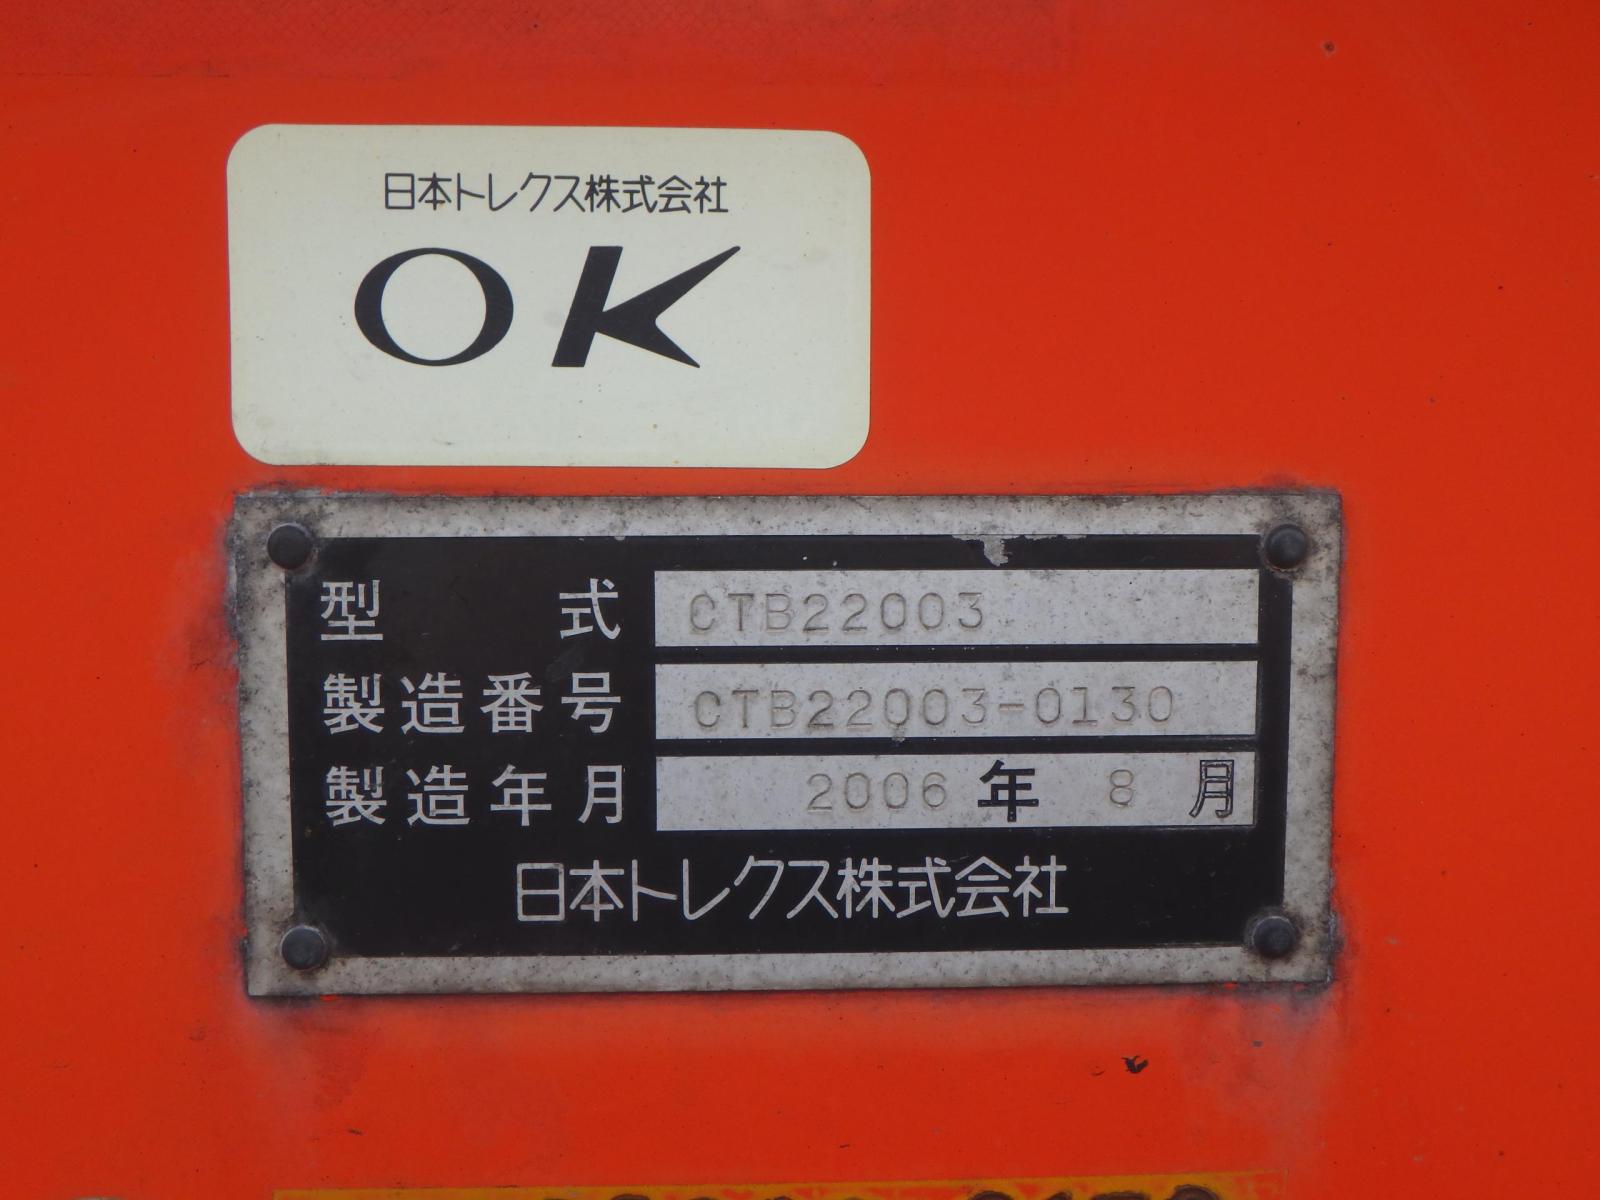 日本トレクス株式会社
OK
型式 CTB22003
製造番号 CTB22003-0130
製造年月 2006年8月
日本トレクス株式会社